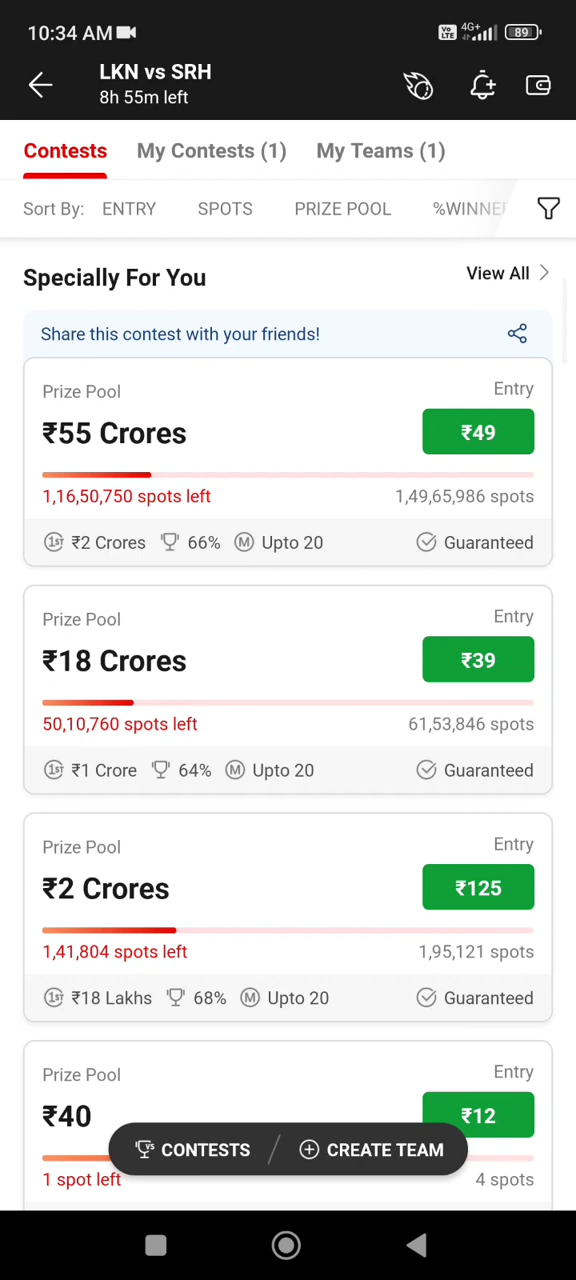 10:34 AM
Vo LTE 4G+ 89
LKN vs SRH
8h 55m left
Contests My Contests (1) My Teams (1)
Sort By: ENTRY SPOTS PRIZE POOL %WINNE
Specially For You View All
Share this contest with your friends!
Prize Pool Entry
₹55 Crores ₹49
1,16,50,750 spots left 1,49,65,986 spots
1ST ₹2 Crores 66% M Upto 20 Guaranteed
Prize Pool Entry
₹18 Crores ₹39
50,10,760 spots left 61,53,846 spots
1ST ₹1 Crore 64% M Upto 20 Guaranteed
Prize Pool Entry
₹2 Crores ₹125
1,41,804 spots left 1,95,121 spots
1ST ₹18 Lakhs 68% M Upto 20 Guaranteed
Prize Pool Entry
₹40 ₹12
VS CONTESTS CREATE TEAM
1 spot left 4 spots